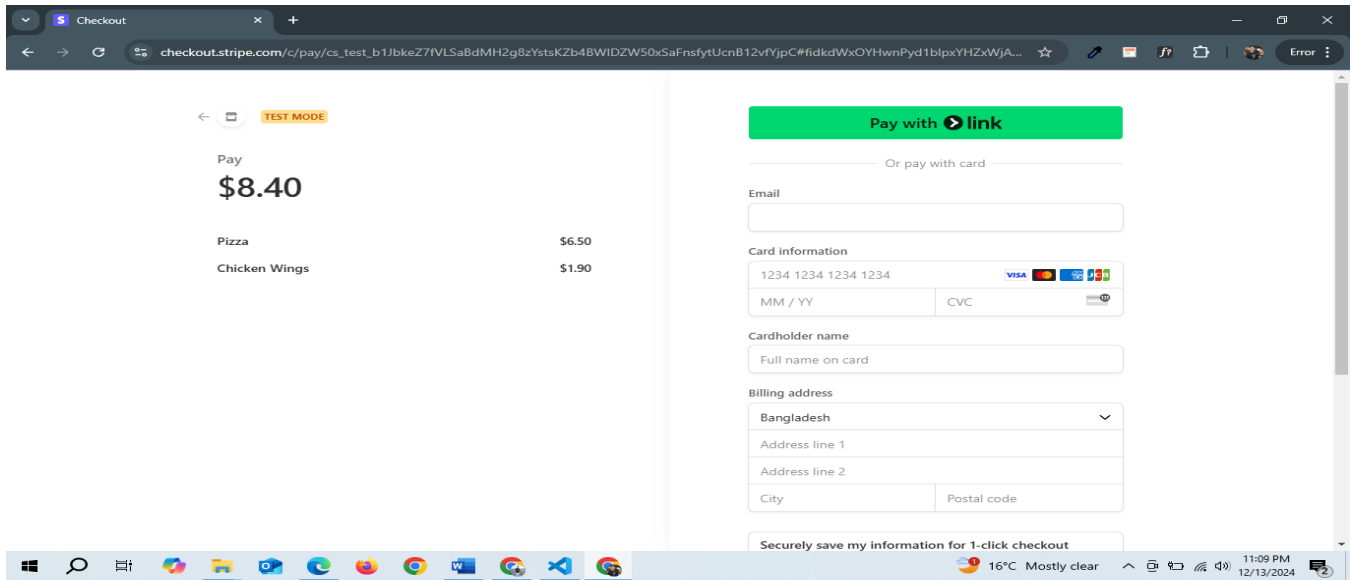 Checkout
checkout.stripe.com/c/pay/cs_test_b1JbkeZ7fVLSaBdMH2g8zYstsKZb4BWIDZW50xSaFnsfytUcnB12vfYjpC#fidkdWxOYHwnPyd1blpxYHZxWjA...
Error
TEST MODE
Pay
$8.40
Pizza $6.50
Chicken Wings $1.90
Pay with link
Or pay with card
Email
Card information
1234 1234 1234 1234 VISA
MM / YY CVC
Cardholder name
Full name on card
Billing address
Bangladesh
Address line 1
Address line 2
City Postal code
Securely save my information for 1-click checkout
16°C Mostly clear
11:09 PM
12/13/2024